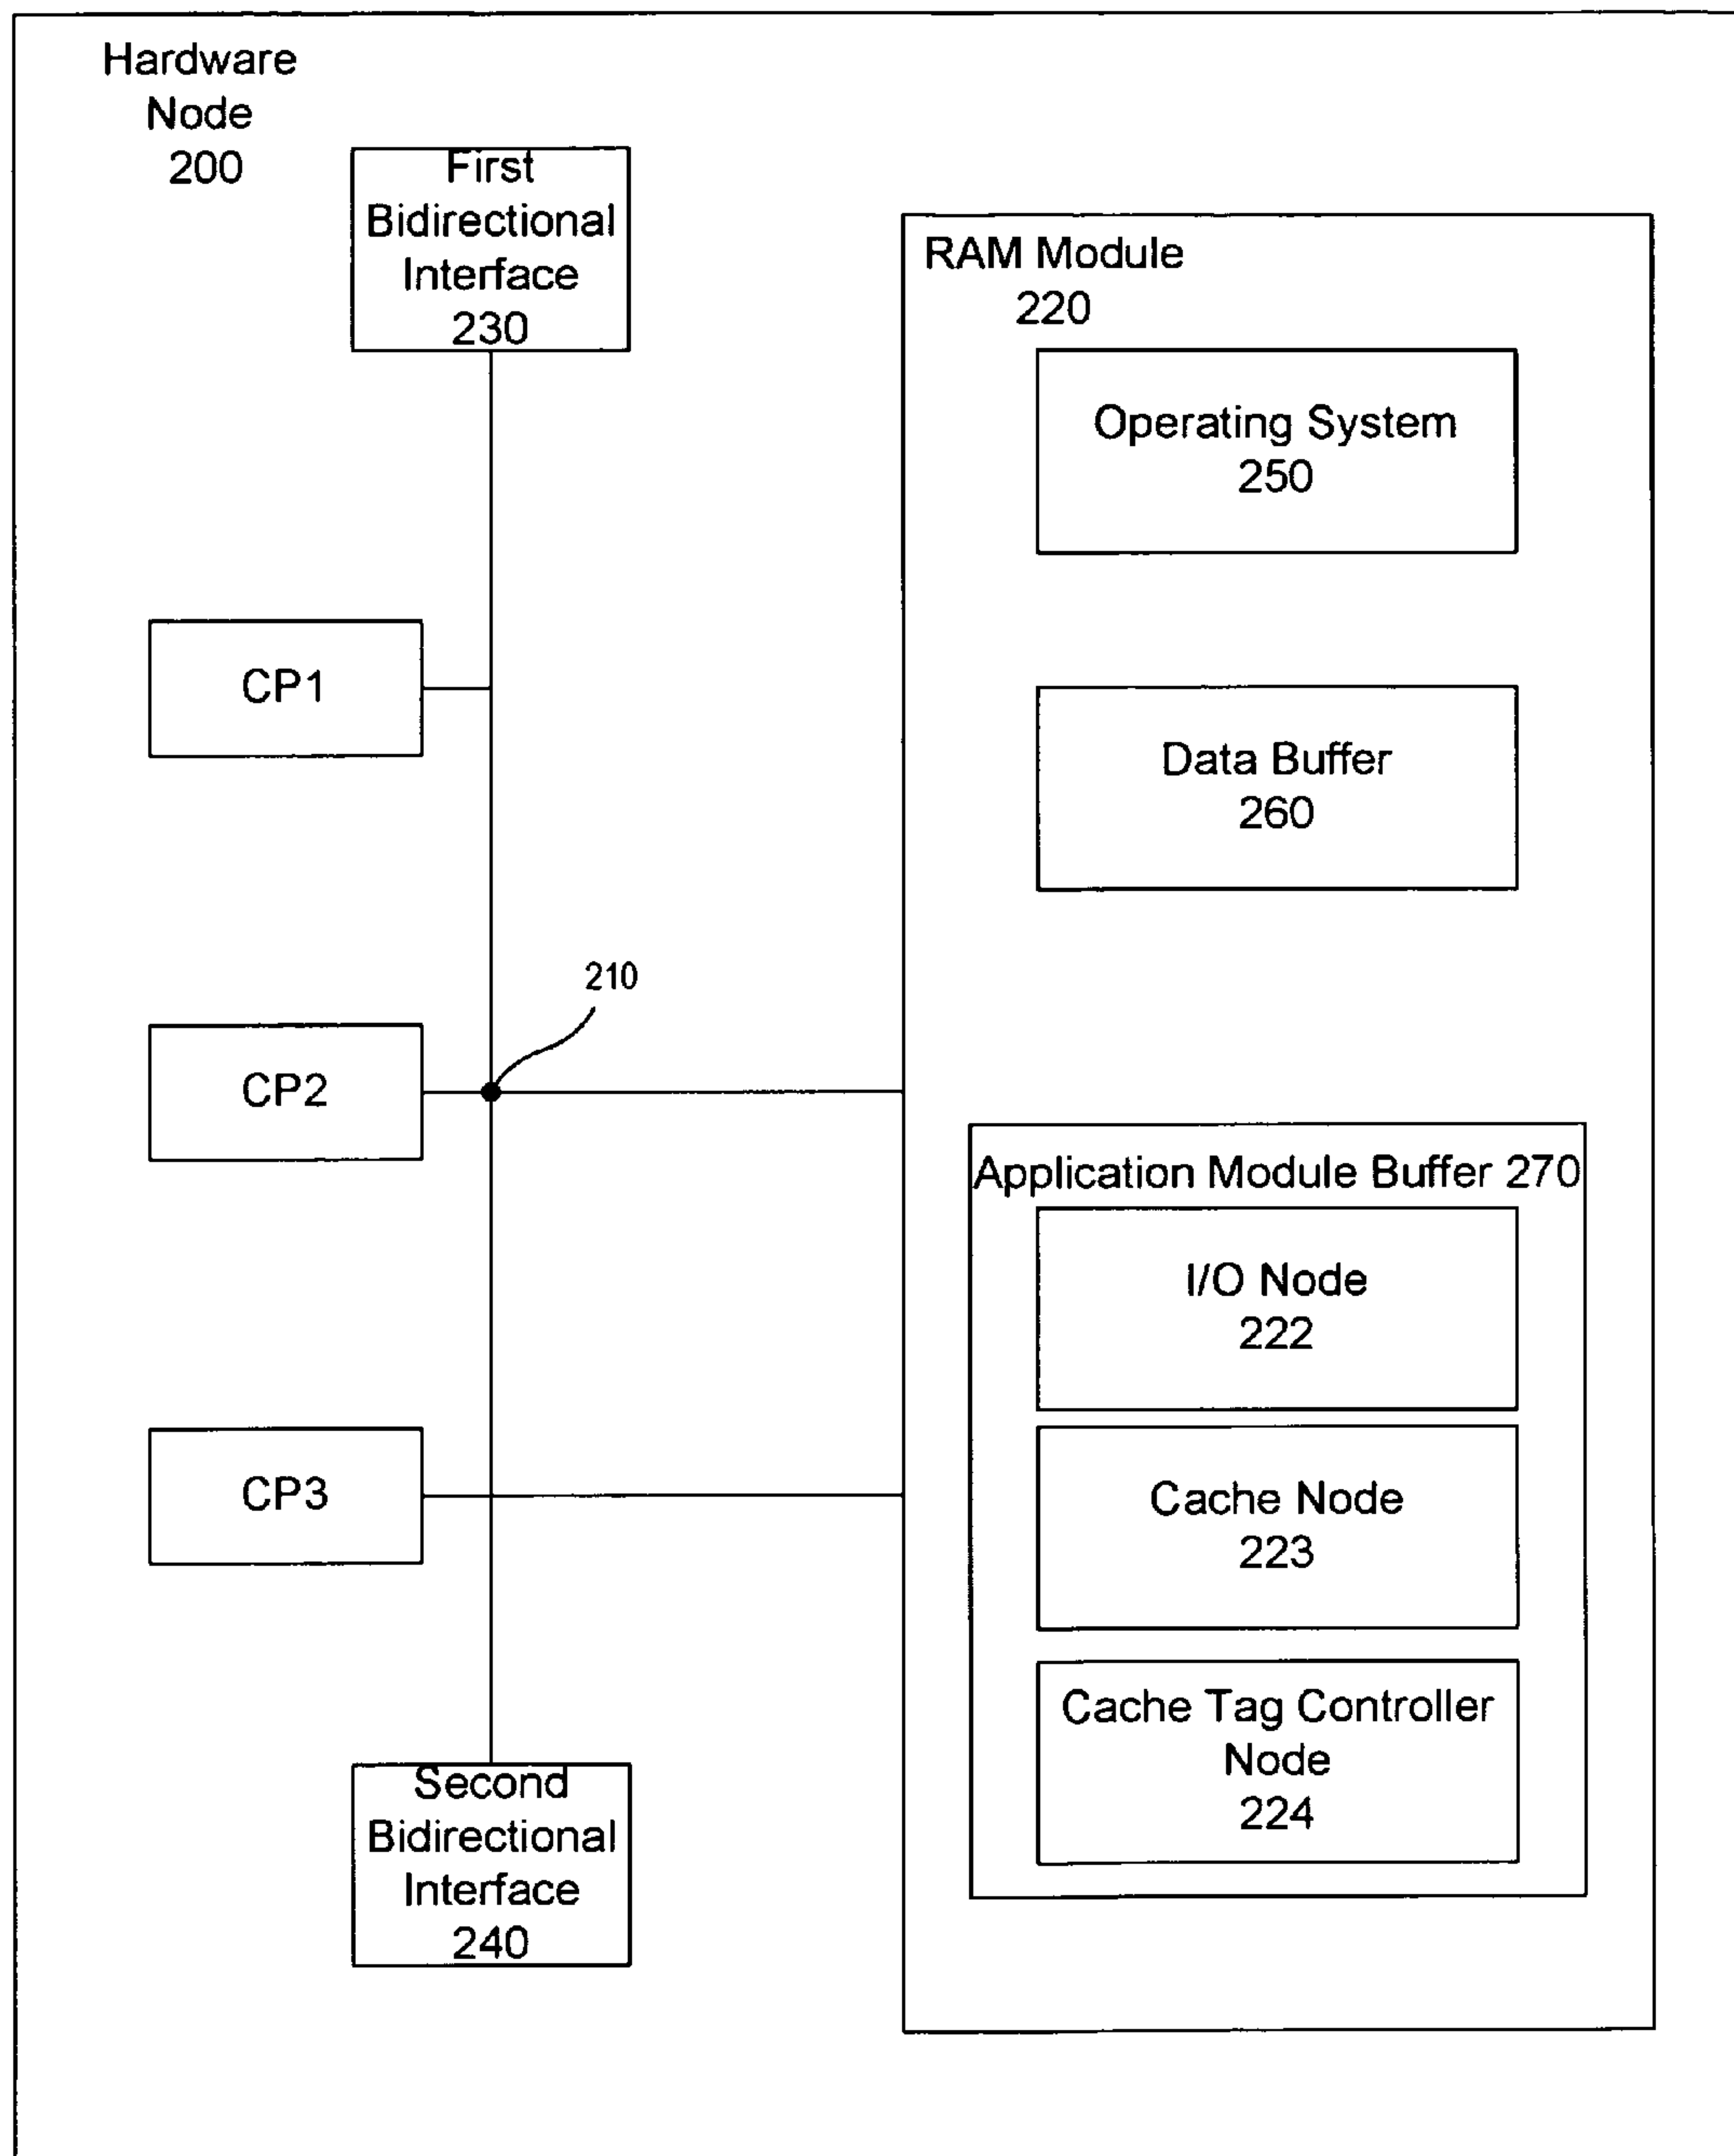 Hardware
Node
200
First
Bidirectional
Interface
230
RAM Module
220
Operating System
250
CP1
Data Buffer
260
210
CP2
Application Module Buffer 270
I/O Node
222
CP3
Cache Node
223
Cache Tag Controller
Node
224
Second
Bidirectional
Interface
240